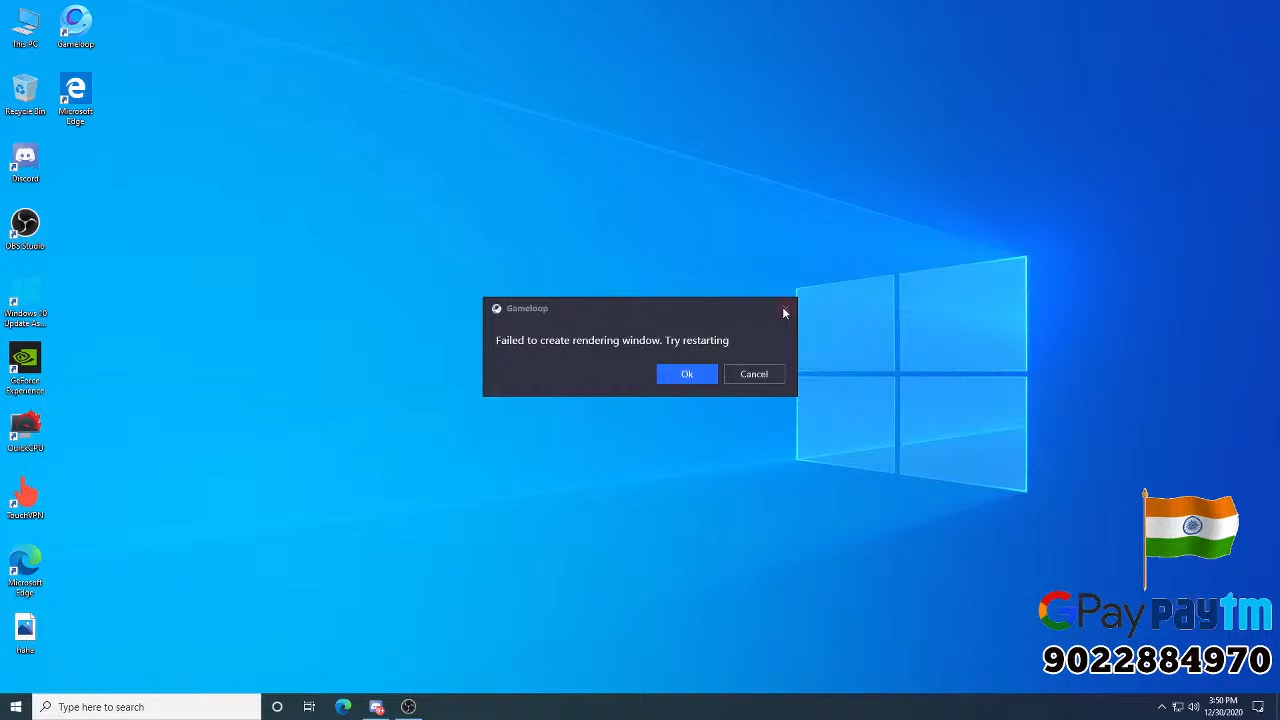 This PC
Gameloop
Recycle Bin
Microsoft
Edge
Discord
OBS Studio
Windows 10
Update As...
GeForce
Experience
QuickCPU
TouchVPN
Microsoft
Edge
haha
Gameloop
Failed to create rendering window. Try restarting
Ok
Cancel
GPay paytm
9022884970
Type here to search
3:50 PM
12/30/2020